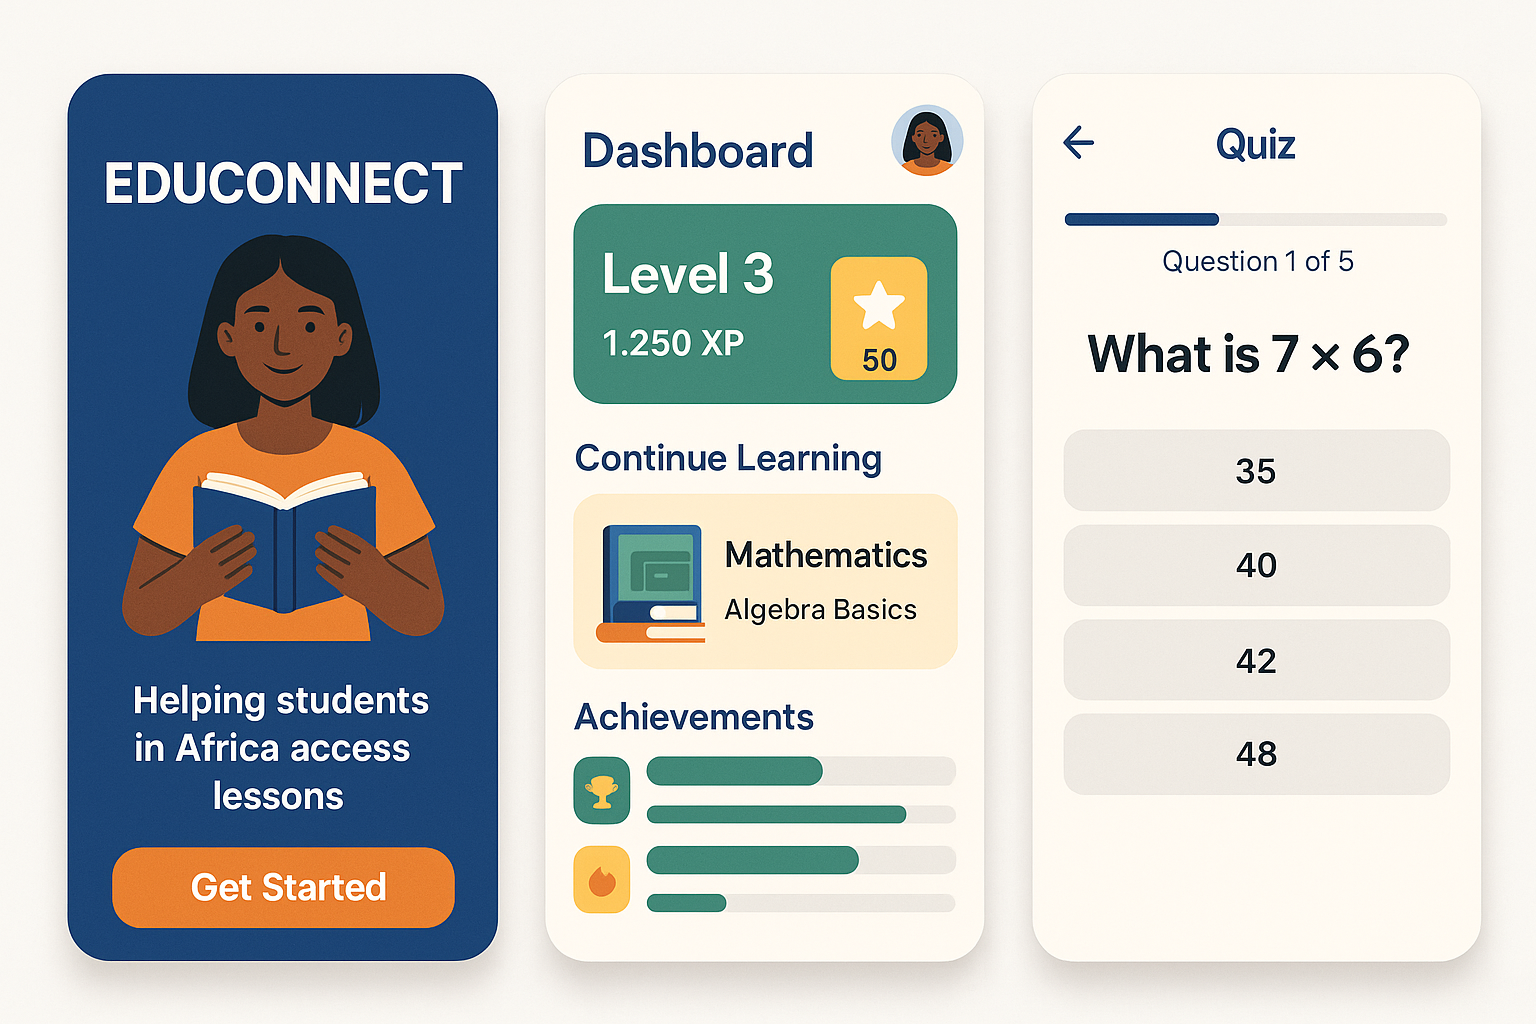 EDUCONNECT
Helping students
in Africa access
lessons
Get Started
Dashboard
Level 3
1.250 XP
50
Continue Learning
Mathematics
Algebra Basics
Achievements
Quiz
Question 1 of 5
What is 7 × 6?
35
40
42
48